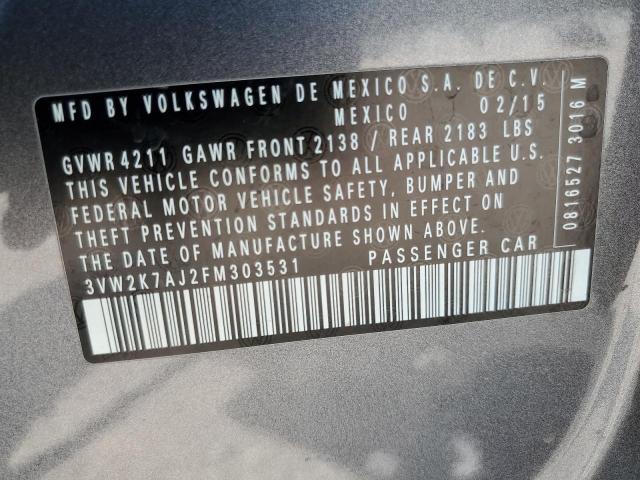 MFD BY VOLKSWAGEN DE MEXICO S.A. DE C.V.
MEXICO 02/15
GVWR 4211 GAWR FRONT 2138 / REAR 2183 LBS
THIS VEHICLE CONFORMS TO ALL APPLICABLE U.S.
FEDERAL MOTOR VEHICLE SAFETY, BUMPER AND
THEFT PREVENTION STANDARDS IN EFFECT ON
THE DATE OF MANUFACTURE SHOWN ABOVE.
3VW2K7AJ2FM303531 PASSENGER CAR
0816527 3016 M